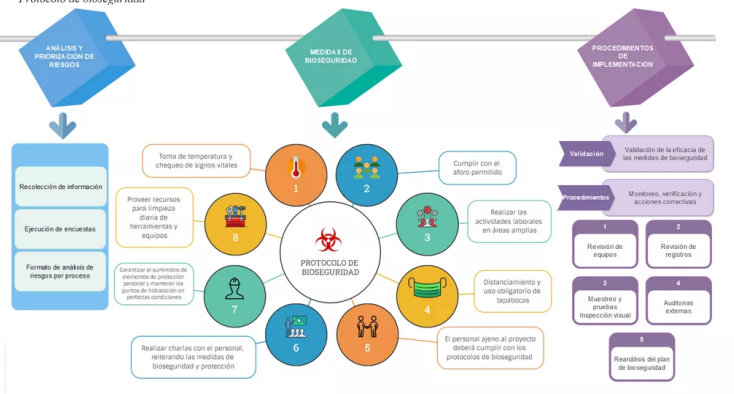 Protocolo de bioseguridad
ANÁLISIS Y
PRIORIZACIÓN DE
RIESGOS
Recolección de información
Ejecución de encuestas
Formato de análisis de
riesgos por proceso
MEDIDAS DE
BIOSEGURIDAD
PROTOCOLO DE
BIOSEGURIDAD
1
Toma de temperatura y
chequeo de signos vitales
2
Cumplir con el
aforo permitido
3
Realizar las
actividades laborales
en áreas amplias
4
Distanciamiento y
uso obligatorio de
tapabocas
5
El personal ajeno al proyecto
deberá cumplir con los
protocolos de bioseguridad
6
Realizar charlas con el personal,
reiterando las medidas de
bioseguridad y protección
7
Garantizar el suministro de
elementos de protección
personal y mantener los
puntos de hidratación en
perfectas condiciones
8
Proveer recursos
para limpieza
diaria de
herramientas y
equipos
PROCEDIMIENTOS
DE
IMPLEMENTACIÓN
Validación
Validación de la eficacia de
las medidas de bioseguridad
Procedimientos
Monitoreo, verificación y
acciones correctivas
1
Revisión de
equipos
2
Revisión de
registros
3
Muestreo y
pruebas
Inspección visual
4
Auditorias
externas
5
Reanálisis del plan
de bioseguridad